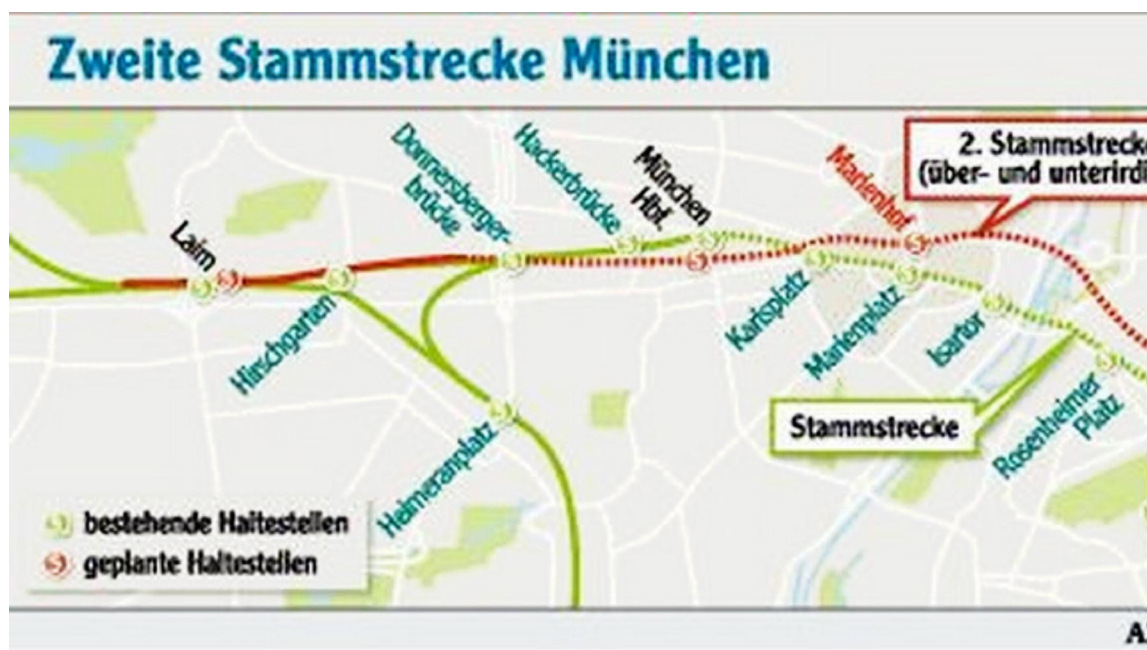 Zweite Stammstrecke München
Donnersberger-
brücke
Hackerbrücke
München
Hbf.
Marienhof
2. Stammstrecke
(über- und unterirdi
Laim
Hirschgarten
Karlsplatz
Marienplatz
Isartor
Rosenheimer
Platz
Stammstrecke
Heimeranplatz
S bestehende Haltestellen
S geplante Haltestellen
A